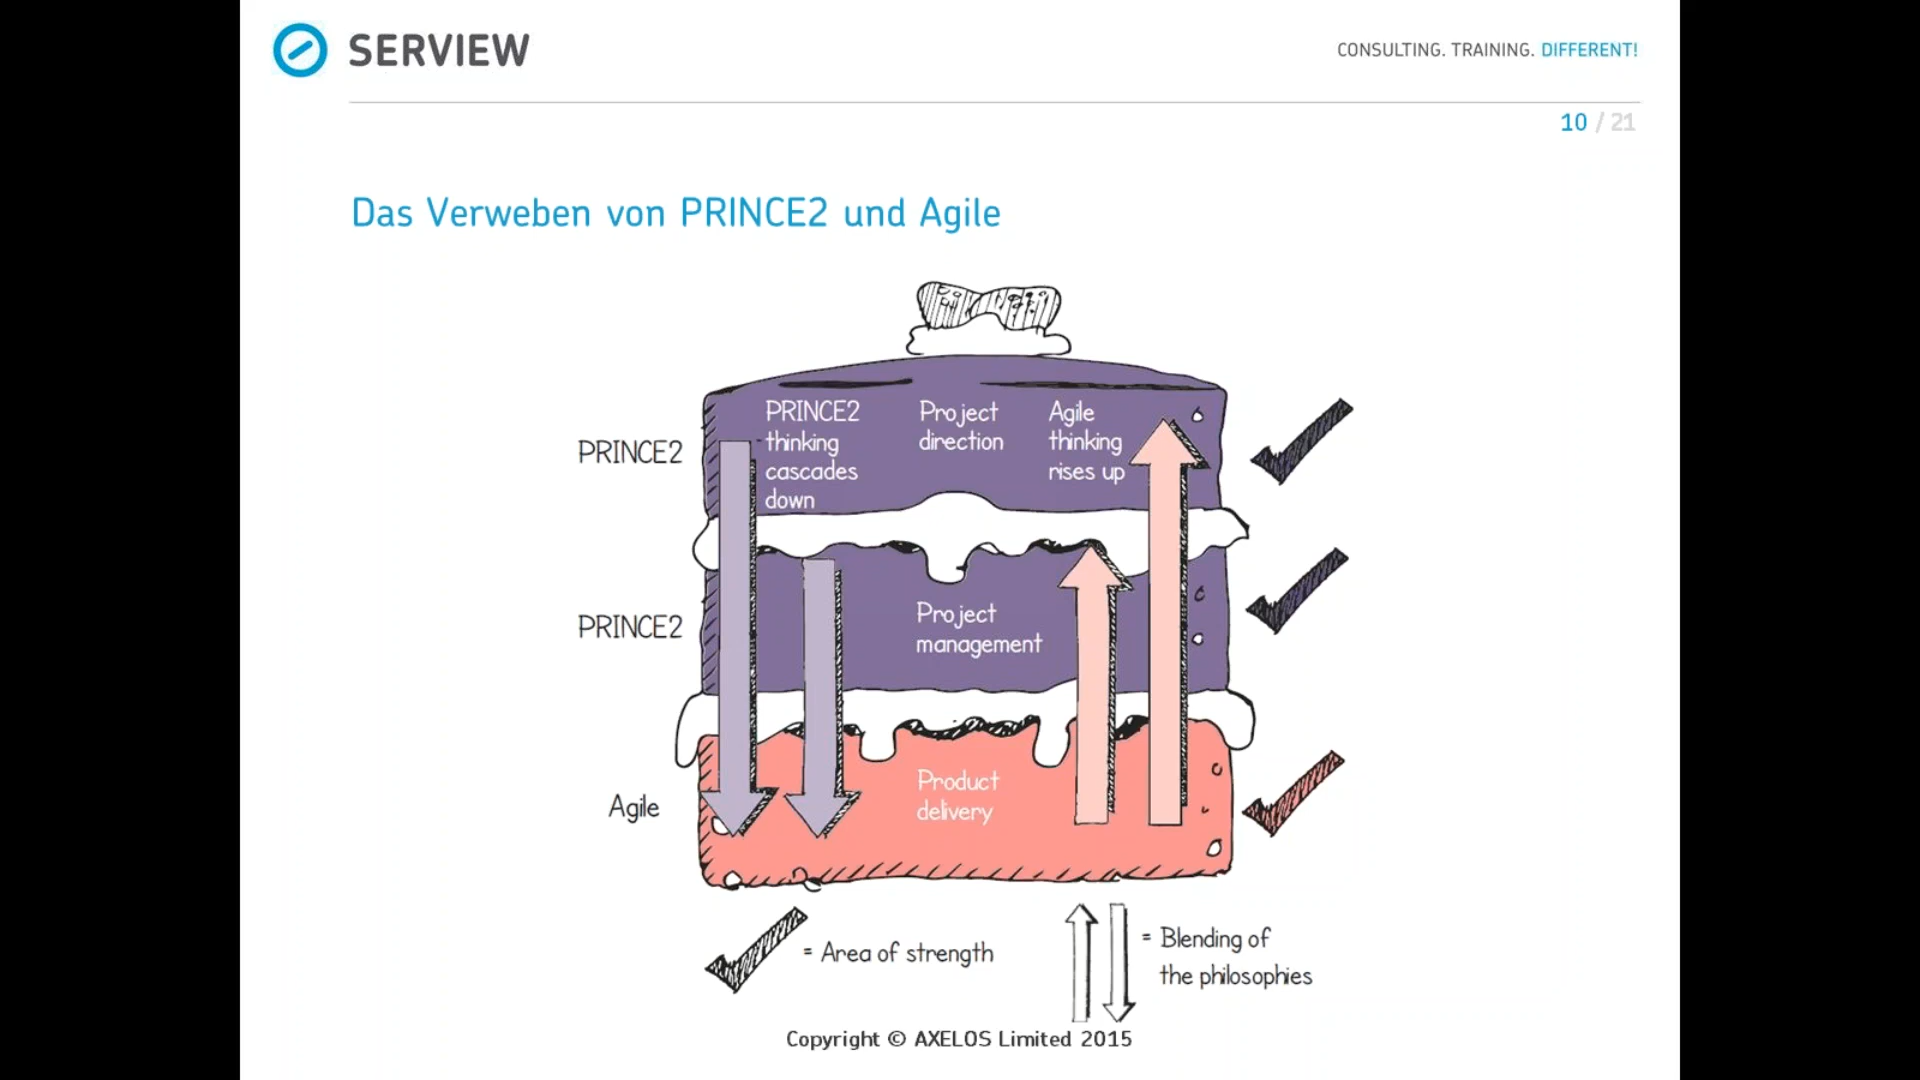 SERVIEW
CONSULTING. TRAINING. DIFFERENT!
10 / 21
Das Verweben von PRINCE2 und Agile
PRINCE2
PRINCE2
thinking
cascades
down
Project
direction
Agile
thinking
rises up
PRINCE2
Project
management
Agile
Product
delivery
= Area of strength
= Blending of
the philosophies
Copyright © AXELOS Limited 2015